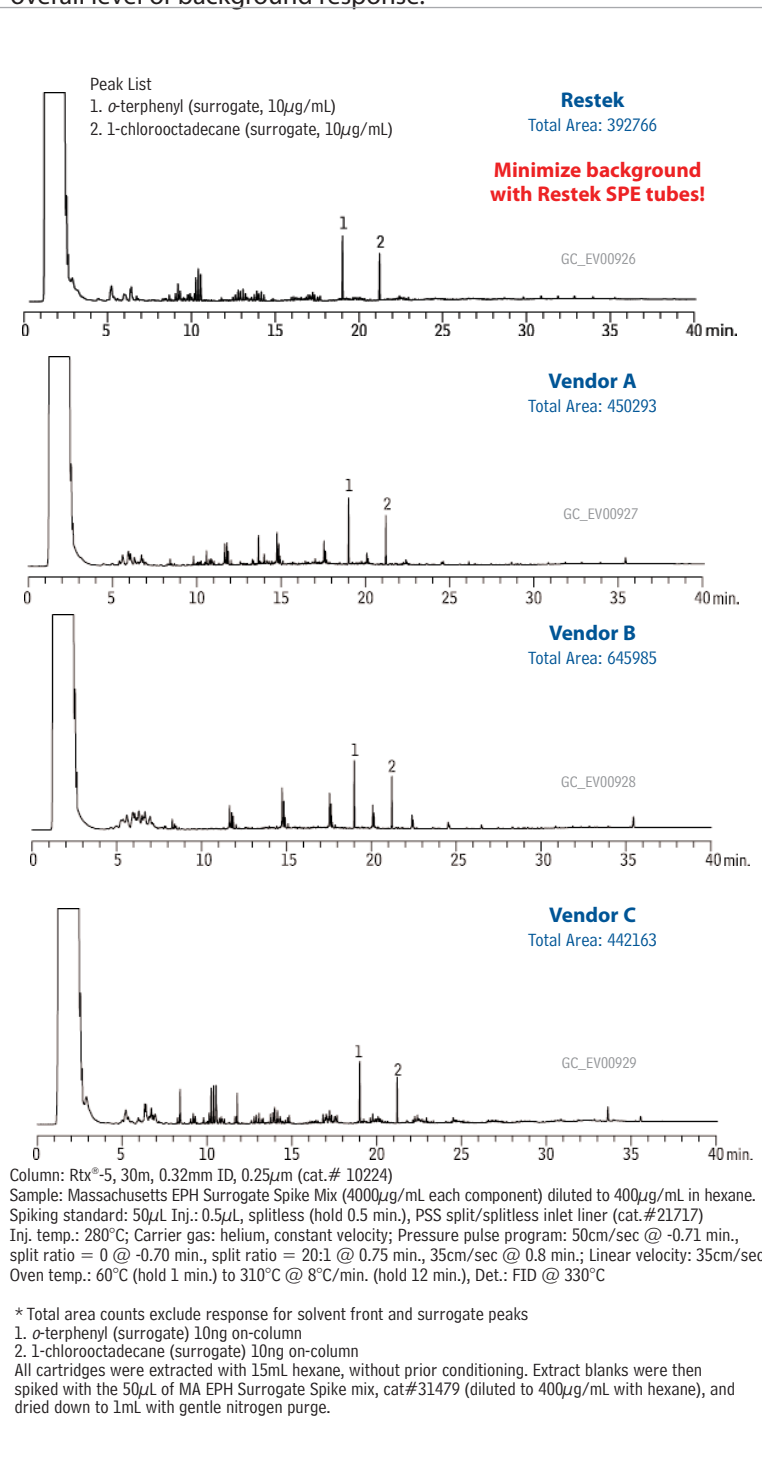 overall level of background response.
Peak List
1. o-terphenyl (surrogate, 10µg/mL)
2. 1-chlorooctadecane (surrogate, 10µg/mL)
Restek
Total Area: 392766
Minimize background
with Restek SPE tubes!
1
2
GC_EV00926
0 5 10 15 20 25 30 35 40 min.
Vendor A
Total Area: 450293
1
2
GC_EV00927
0 5 10 15 20 25 30 35 40 min.
Vendor B
Total Area: 645985
1
2
GC_EV00928
0 5 10 15 20 25 30 35 40 min.
Vendor C
Total Area: 442163
1
2
GC_EV00929
0 5 10 15 20 25 30 35 40 min.
Column: Rtx®-5, 30m, 0.32mm ID, 0.25µm (cat.# 10224)
Sample: Massachusetts EPH Surrogate Spike Mix (4000µg/mL each component) diluted to 400µg/mL in hexane.
Spiking standard: 50µL Inj.: 0.5µL, splitless (hold 0.5 min.), PSS split/splitless inlet liner (cat.#21717)
Inj. temp.: 280°C; Carrier gas: helium, constant velocity; Pressure pulse program: 50cm/sec @ -0.71 min.,
split ratio = 0 @ -0.70 min., split ratio = 20:1 @ 0.75 min., 35cm/sec @ 0.8 min.; Linear velocity: 35cm/sec
Oven temp.: 60°C (hold 1 min.) to 310°C @ 8°C/min. (hold 12 min.), Det.: FID @ 330°C
* Total area counts exclude response for solvent front and surrogate peaks
1. o-terphenyl (surrogate) 10ng on-column
2. 1-chlorooctadecane (surrogate) 10ng on-column
All cartridges were extracted with 15mL hexane, without prior conditioning. Extract blanks were then
spiked with the 50µL of MA EPH Surrogate Spike mix, cat#31479 (diluted to 400µg/mL with hexane), and
dried down to 1mL with gentle nitrogen purge.